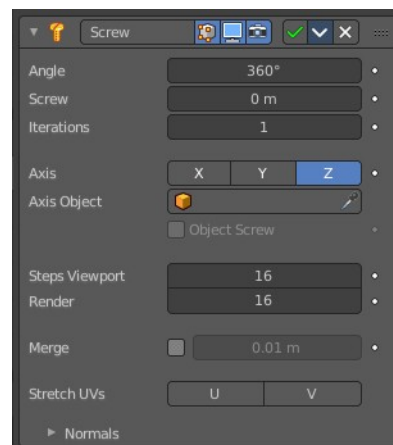 Screw
Angle 360°
Screw 0 m
Iterations 1
Axis X Y Z
Axis Object
Object Screw
Steps Viewport 16
Render 16
Merge 0.01 m
Stretch UVs U V
Normals